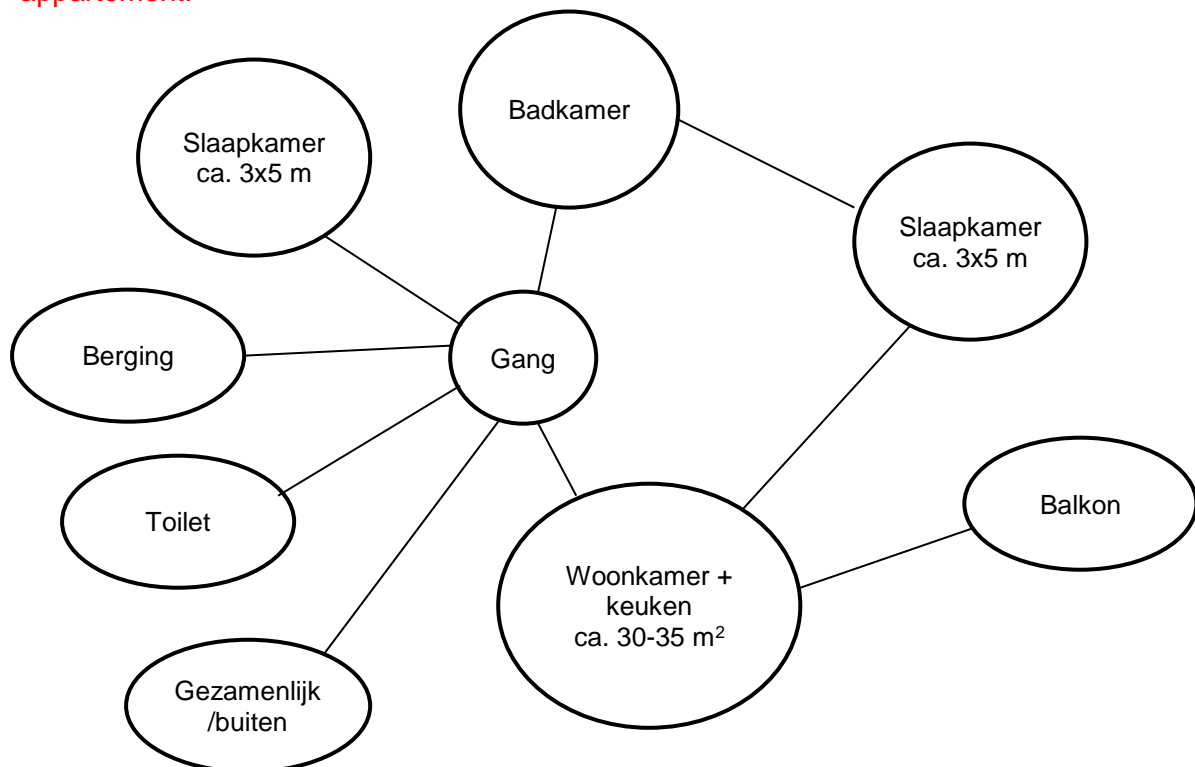 appartement.
Badkamer
Slaapkamer
ca. 3x5 m
Slaapkamer
ca. 3x5 m
Berging
Gang
Toilet
Balkon
Woonkamer +
keuken
ca. 30-35 m²
Gezamenlijk
/buiten